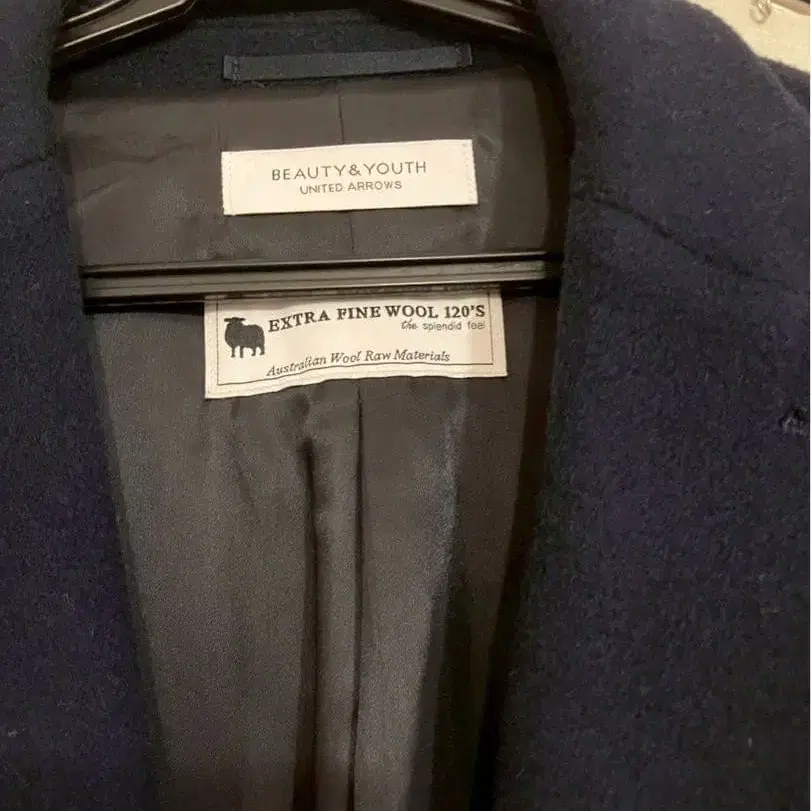 BEAUTY&YOUTH
UNITED ARROWS
EXTRA FINE WOOL 120'S
the splendid feel
Australian Wool Raw Materials